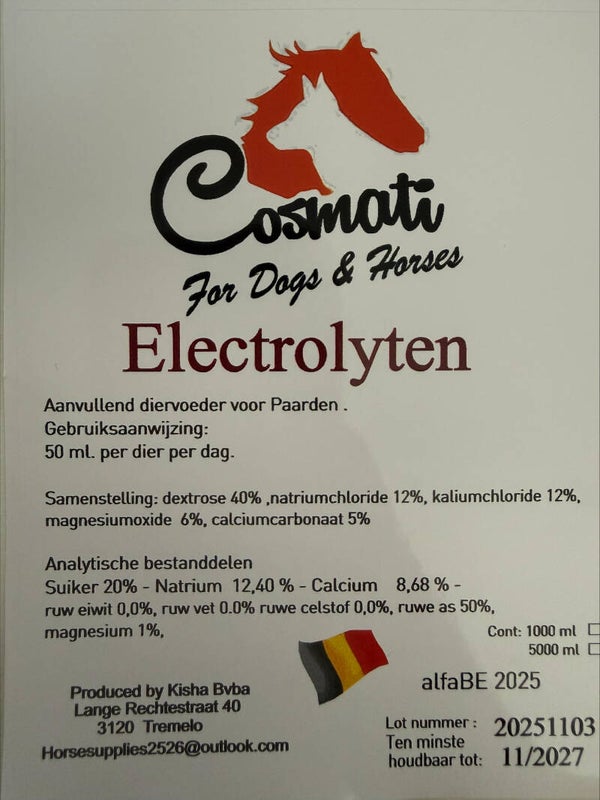 Cosmati
For Dogs & Horses
Electrolyten
Aanvullend diervoeder voor Paarden .
Gebruiksaanwijzing:
50 ml. per dier per dag.
Samenstelling: dextrose 40% ,natriumchloride 12%, kaliumchloride 12%,
magnesiumoxide 6%, calciumcarbonaat 5%
Analytische bestanddelen
Suiker 20% - Natrium 12,40 % - Calcium 8,68 % -
ruw eiwit 0,0%, ruw vet 0.0% ruwe celstof 0,0%, ruwe as 50%,
magnesium 1%,
Cont: 1000 ml
5000 ml
alfaBE 2025
Produced by Kisha Bvba
Lange Rechtestraat 40
3120 Tremelo
Horsesupplies2526@outlook.com
Lot nummer : 20251103
Ten minste
houdbaar tot: 11/2027